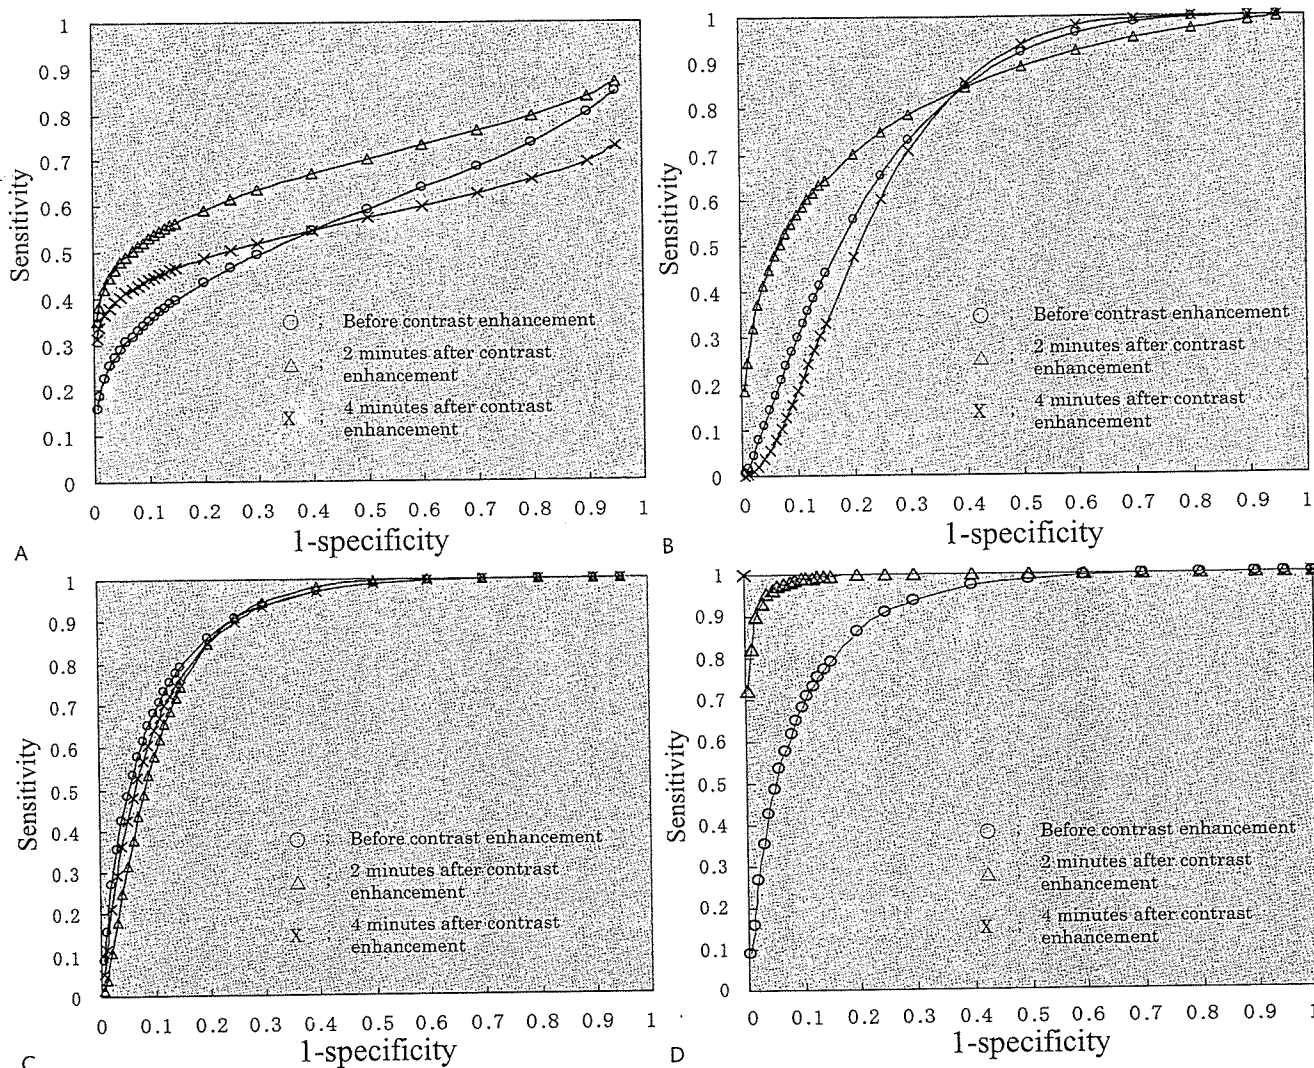 1
0.9
0.8
0.7
0.6
0.5
0.4
0.3
0.2
0.1
0
Sensitivity
Before contrast enhancement
2 minutes after contrast
enhancement
4 minutes after contrast
enhancement
0 0.1 0.2 0.3 0.4 0.5 0.6 0.7 0.8 0.9 1
1-specificity
A
1
0.9
0.8
0.7
0.6
0.5
0.4
0.3
0.2
0.1
0
Sensitivity
Before contrast enhancement
2 minutes after contrast
enhancement
4 minutes after contrast
enhancement
0 0.1 0.2 0.3 0.4 0.5 0.6 0.7 0.8 0.9 1
1-specificity
B
1
0.9
0.8
0.7
0.6
0.5
0.4
0.3
0.2
0.1
0
Sensitivity
Before contrast enhancement
2 minutes after contrast
enhancement
4 minutes after contrast
enhancement
0 0.1 0.2 0.3 0.4 0.5 0.6 0.7 0.8 0.9 1
1-specificity
C
1
0.9
0.8
0.7
0.6
0.5
0.4
0.3
0.2
0.1
0
Sensitivity
Before contrast enhancement
2 minutes after contrast
enhancement
4 minutes after contrast
enhancement
0 0.1 0.2 0.3 0.4 0.5 0.6 0.7 0.8 0.9 1
1-specificity
D